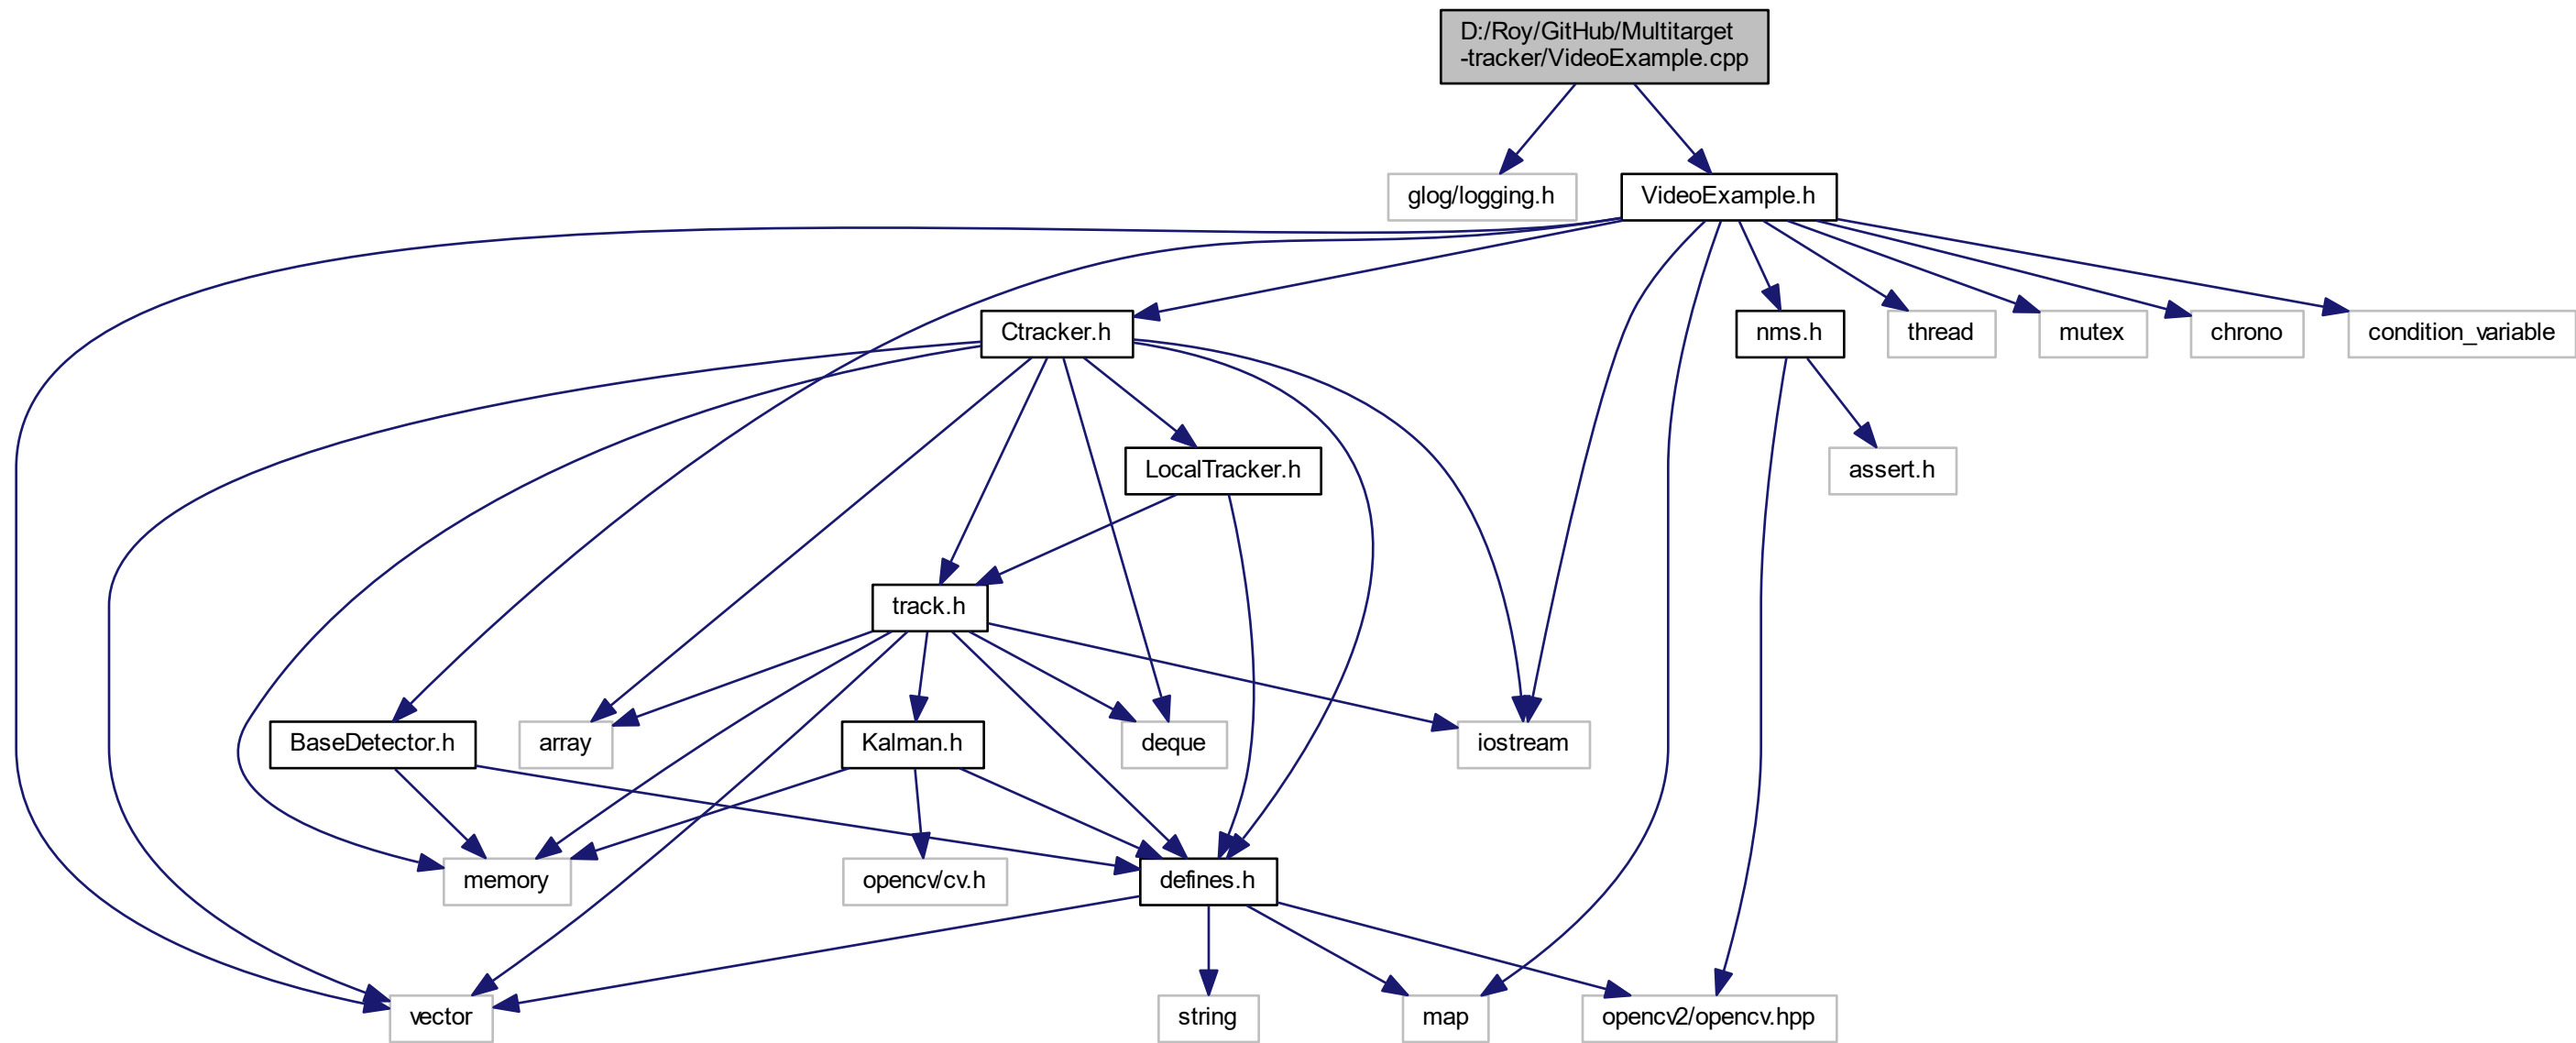 D:/Roy/GitHub/Multitarget
-tracker/VideoExample.cpp
glog/logging.h
VideoExample.h
Ctracker.h
nms.h
thread
mutex
chrono
condition_variable
LocalTracker.h
assert.h
track.h
BaseDetector.h
array
Kalman.h
deque
iostream
memory
opencv/cv.h
defines.h
vector
string
map
opencv2/opencv.hpp